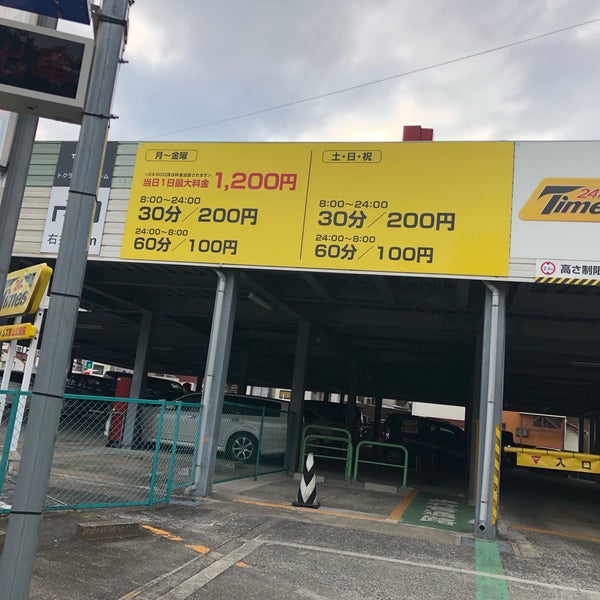 月～金曜
<24:00以降は料金加算されます>
当日1日最大料金 1,200円
8:00～24:00
30分／200円
24:00～8:00
60分／100円
土・日・祝
8:00～24:00
30分／200円
24:00～8:00
60分／100円
24h
Times
高さ制限
入口
Times